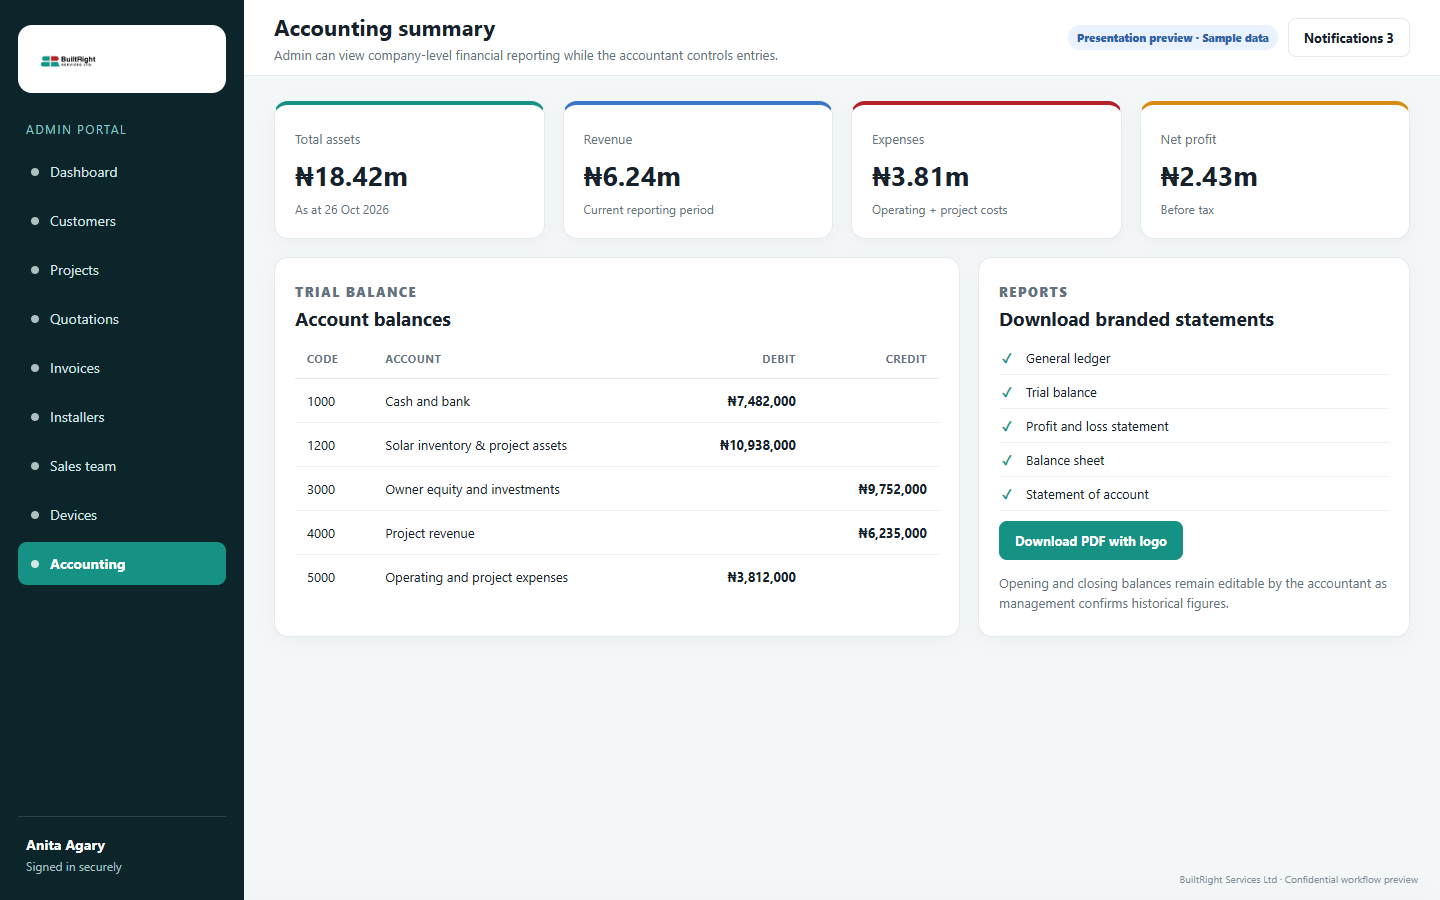 BuiltRight
SERVICES LTD
ADMIN PORTAL
Dashboard
Customers
Projects
Quotations
Invoices
Installers
Sales team
Devices
Accounting
Anita Agary
Signed in securely
Accounting summary
Admin can view company-level financial reporting while the accountant controls entries.
Presentation preview · Sample data
Notifications 3
Total assets
₦18.42m
As at 26 Oct 2026
Revenue
₦6.24m
Current reporting period
Expenses
₦3.81m
Operating + project costs
Net profit
₦2.43m
Before tax
TRIAL BALANCE
Account balances
CODE ACCOUNT DEBIT CREDIT
1000 Cash and bank ₦7,482,000
1200 Solar inventory & project assets ₦10,938,000
3000 Owner equity and investments ₦9,752,000
4000 Project revenue ₦6,235,000
5000 Operating and project expenses ₦3,812,000
REPORTS
Download branded statements
✓ General ledger
✓ Trial balance
✓ Profit and loss statement
✓ Balance sheet
✓ Statement of account
Download PDF with logo
Opening and closing balances remain editable by the accountant as
management confirms historical figures.
BuiltRight Services Ltd · Confidential workflow preview